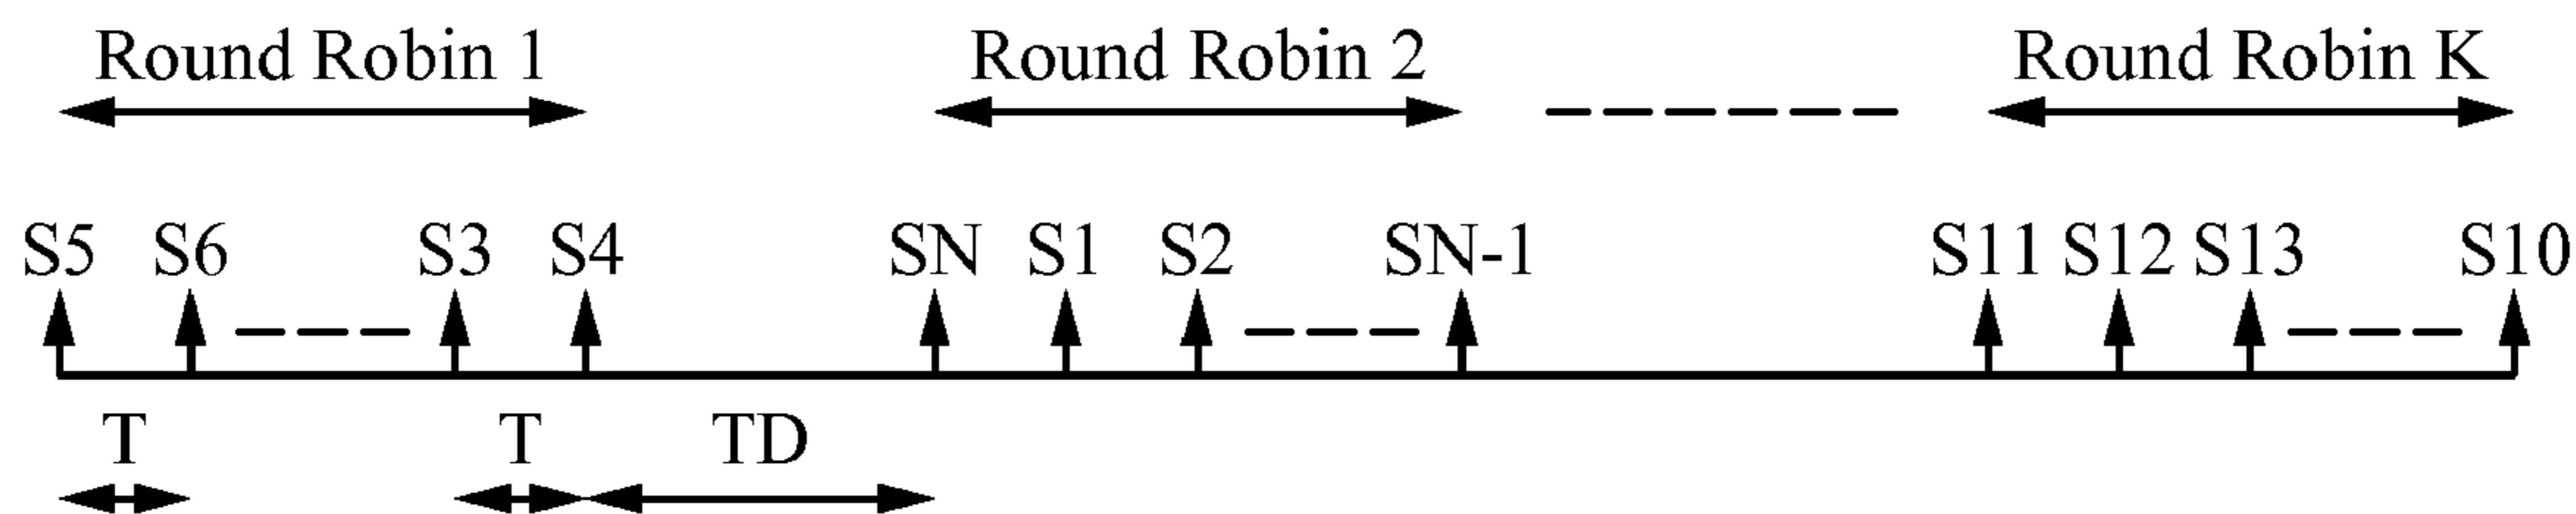 Round Robin 1 Round Robin 2 Round Robin K
S5 S6 S3 S4 SN S1 S2 SN-1 S11 S12 S13 S10
T T TD